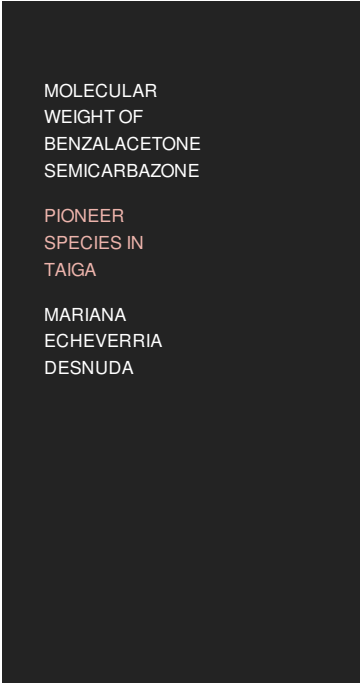 MOLECULAR
WEIGHT OF
BENZALACETONE
SEMICARBAZONE
PIONEER
SPECIES IN
TAIGA
MARIANA
ECHEVERRIA
DESNUDA